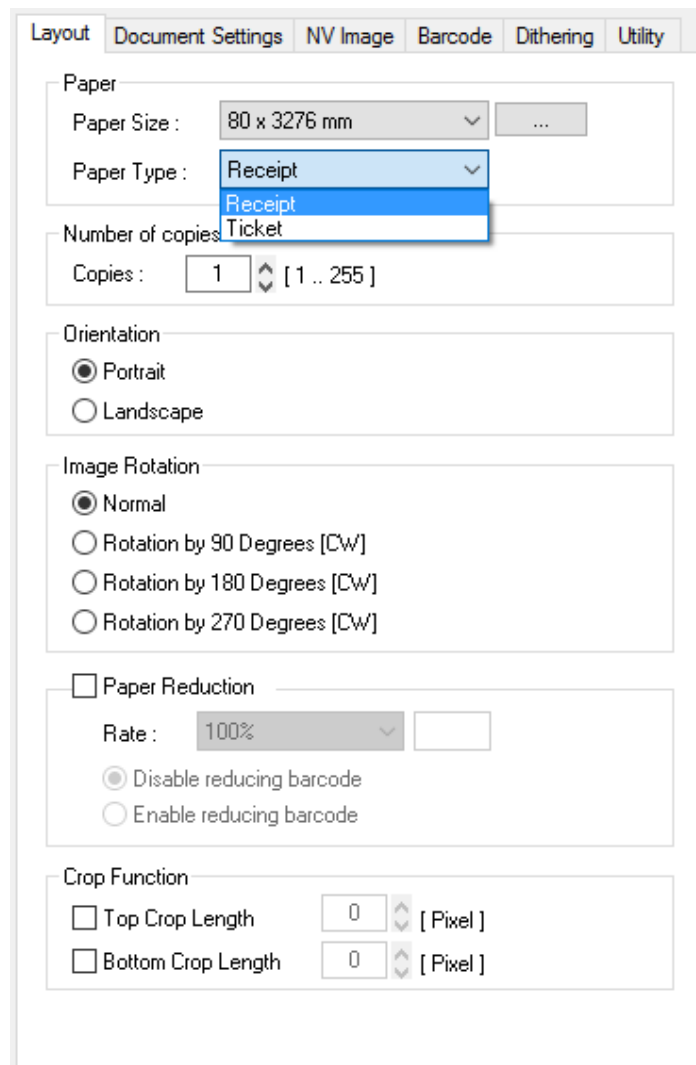 Layout Document Settings NV Image Barcode Dithering Utility
Paper
Paper Size : 80 x 3276 mm ...
Paper Type : Receipt
Receipt
Ticket
Number of copies
Copies : 1 [ 1 .. 255 ]
Orientation
Portrait
Landscape
Image Rotation
Normal
Rotation by 90 Degrees [CW]
Rotation by 180 Degrees [CW]
Rotation by 270 Degrees [CW]
Paper Reduction
Rate : 100%
Disable reducing barcode
Enable reducing barcode
Crop Function
Top Crop Length 0 [ Pixel ]
Bottom Crop Length 0 [ Pixel ]